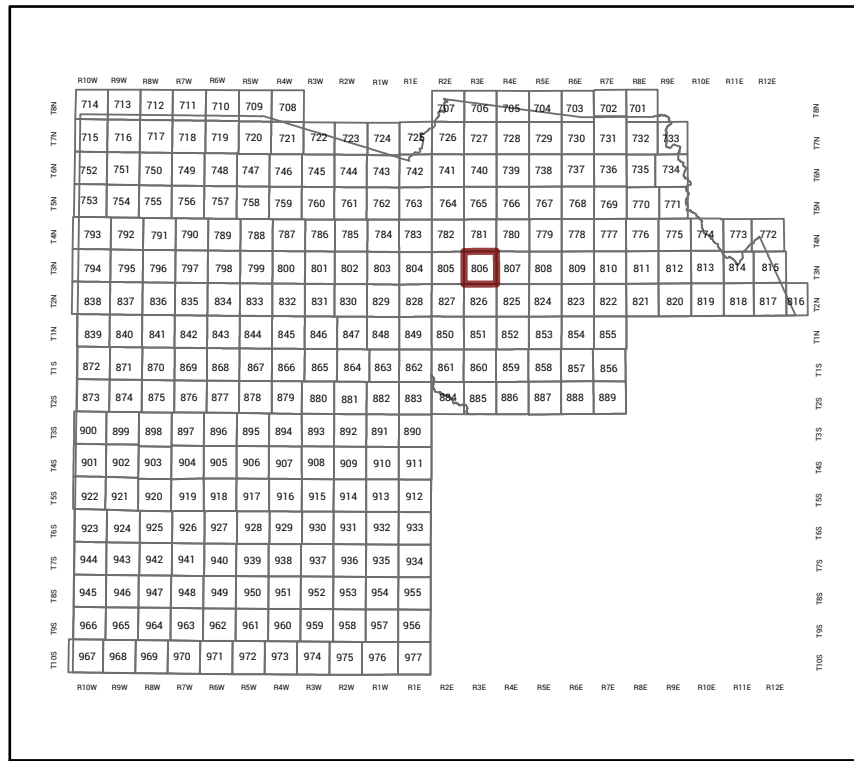 R10W R9W R8W R7W R6W R5W R4W R3W R2W R1W R1E R2E R3E R4E R5E R6E R7E R8E R9E R10E R11E R12E
T8N 714 713 712 711 710 709 708 707 706 705 704 703 702 701 T8N
T7N 715 716 717 718 719 720 721 722 723 724 725 726 727 728 729 730 731 732 733 T7N
T6N 752 751 750 749 748 747 746 745 744 743 742 741 740 739 738 737 736 735 734 T6N
T5N 753 754 755 756 757 758 759 760 761 762 763 764 765 766 767 768 769 770 771 T5N
T4N 793 792 791 790 789 788 787 786 785 784 783 782 781 780 779 778 777 776 775 774 773 772 T4N
T3N 794 795 796 797 798 799 800 801 802 803 804 805 806 807 808 809 810 811 812 813 814 815 T3N
T2N 838 837 836 835 834 833 832 831 830 829 828 827 826 825 824 823 822 821 820 819 818 817 816 T2N
T1N 839 840 841 842 843 844 845 846 847 848 849 850 851 852 853 854 855 T1N
T1S 872 871 870 869 868 867 866 865 864 863 862 861 860 859 858 857 856 T1S
T2S 873 874 875 876 877 878 879 880 881 882 883 884 885 886 887 888 889 T2S
T3S 900 899 898 897 896 895 894 893 892 891 890 T3S
T4S 901 902 903 904 905 906 907 908 909 910 911 T4S
T5S 922 921 920 919 918 917 916 915 914 913 912 T5S
T6S 923 924 925 926 927 928 929 930 931 932 933 T6S
T7S 944 943 942 941 940 939 938 937 936 935 934 T7S
T8S 945 946 947 948 949 950 951 952 953 954 955 T8S
T9S 966 965 964 963 962 961 960 959 958 957 956 T9S
T10S 967 968 969 970 971 972 973 974 975 976 977 T10S
R10W R9W R8W R7W R6W R5W R4W R3W R2W R1W R1E R2E R3E R4E R5E R6E R7E R8E R9E R10E R11E R12E